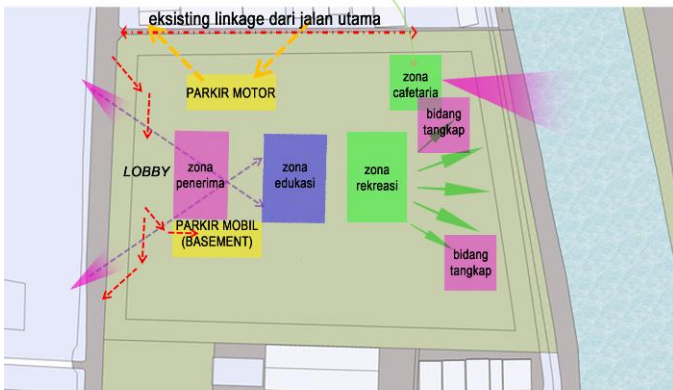 eksisting linkage dari jalan utama
PARKIR MOTOR
zona
cafetaria
bidang
tangkap
LOBBY
zona
penerima
zona
edukasi
zona
rekreasi
PARKIR MOBIL
(BASEMENT)
bidang
tangkap